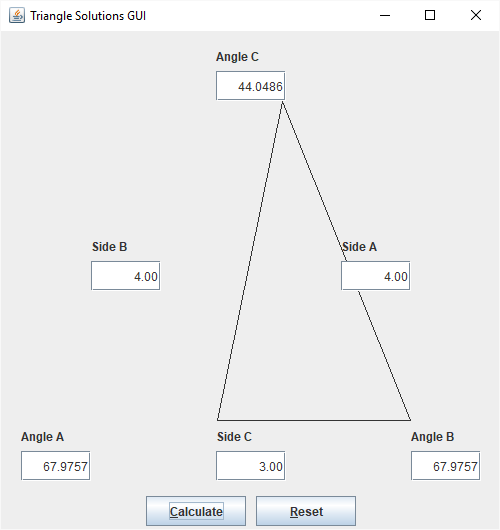 Triangle Solutions GUI
Angle C
44.0486
Side B
Side A
4.00
4.00
Angle A
Side C
Angle B
67.9757
3.00
67.9757
Calculate
Reset